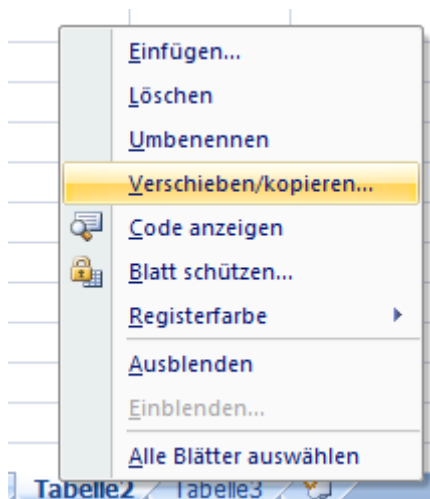 Einfügen...
Löschen
Umbenennen
Verschieben/kopieren...
Code anzeigen
Blatt schützen...
Registerfarbe
Ausblenden
Einblenden...
Alle Blätter auswählen
Tabelle2 Tabelle3